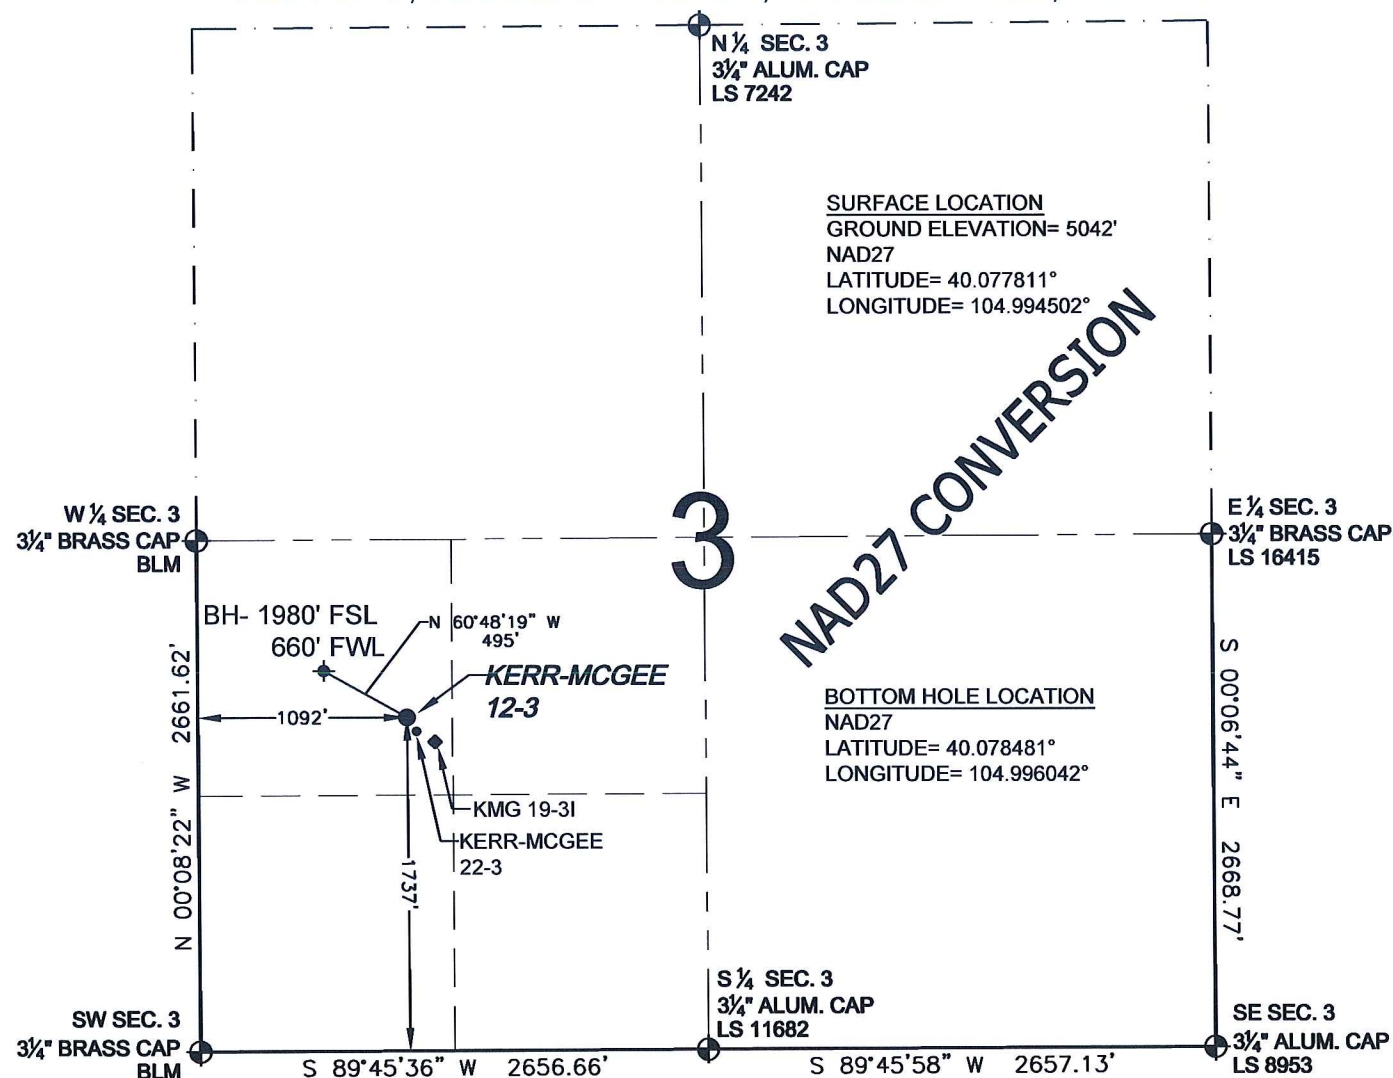 N ¼ SEC. 3
3¼" ALUM. CAP
LS 7242
SURFACE LOCATION
GROUND ELEVATION= 5042'
NAD27
LATITUDE= 40.077811°
LONGITUDE= 104.994502°
NAD27 CONVERSION
W ¼ SEC. 3
3¼" BRASS CAP
BLM
3
E ¼ SEC. 3
3¼" BRASS CAP
LS 16415
BH- 1980' FSL
660' FWL
N 60°48'19" W
495'
KERR-MCGEE
12-3
1092'
1737'
KMG 19-3I
KERR-MCGEE
22-3
N 00°08'22" W 2661.62'
BOTTOM HOLE LOCATION
NAD27
LATITUDE= 40.078481°
LONGITUDE= 104.996042°
S 00°06'44" E 2668.77'
SW SEC. 3
3¼" BRASS CAP
BLM
S 89°45'36" W 2656.66'
S ¼ SEC. 3
3¼" ALUM. CAP
LS 11682
S 89°45'58" W 2657.13'
SE SEC. 3
3¼" ALUM. CAP
LS 8953